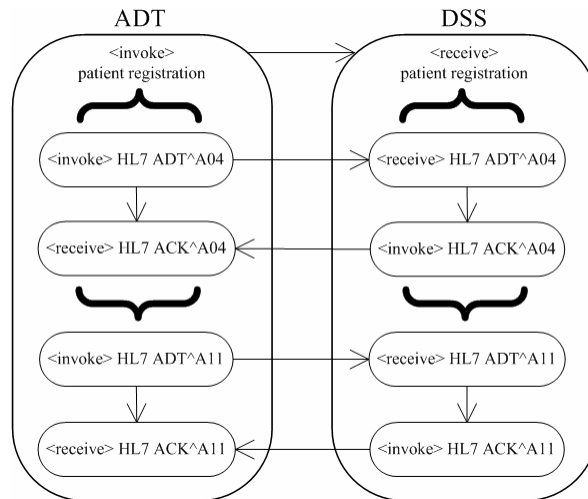 ADT
DSS
<invoke>
patient registration
<receive>
patient registration
<invoke> HL7 ADT^A04
<receive> HL7 ADT^A04
<receive> HL7 ACK^A04
<invoke> HL7 ACK^A04
<invoke> HL7 ADT^A11
<receive> HL7 ADT^A11
<receive> HL7 ACK^A11
<invoke> HL7 ACK^A11